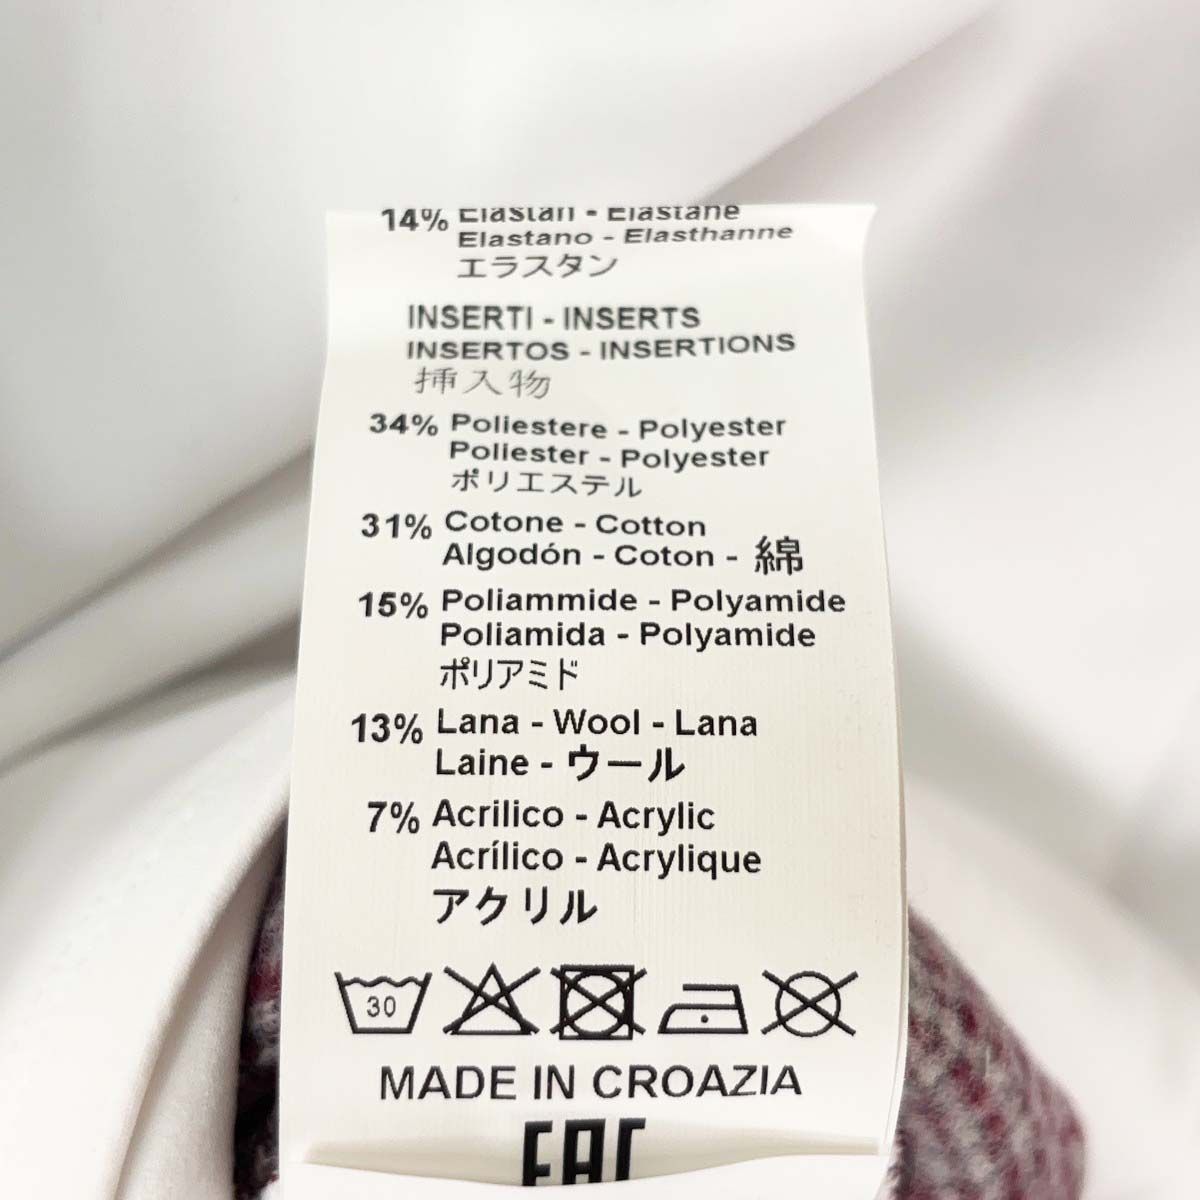 14% Elastan - Elastane
Elastano - Elasthanne
エラスタン
INSERTI - INSERTS
INSERTOS - INSERTIONS
挿入物
34% Poliestere - Polyester
Poliester - Polyester
ポリエステル
31% Cotone - Cotton
Algodón - Coton - 綿
15% Poliammide - Polyamide
Poliamida - Polyamide
ポリアミド
13% Lana - Wool - Lana
Laine - ウール
7% Acrilico - Acrylic
Acrílico - Acrylique
アクリル
30
MADE IN CROAZIA
EAC